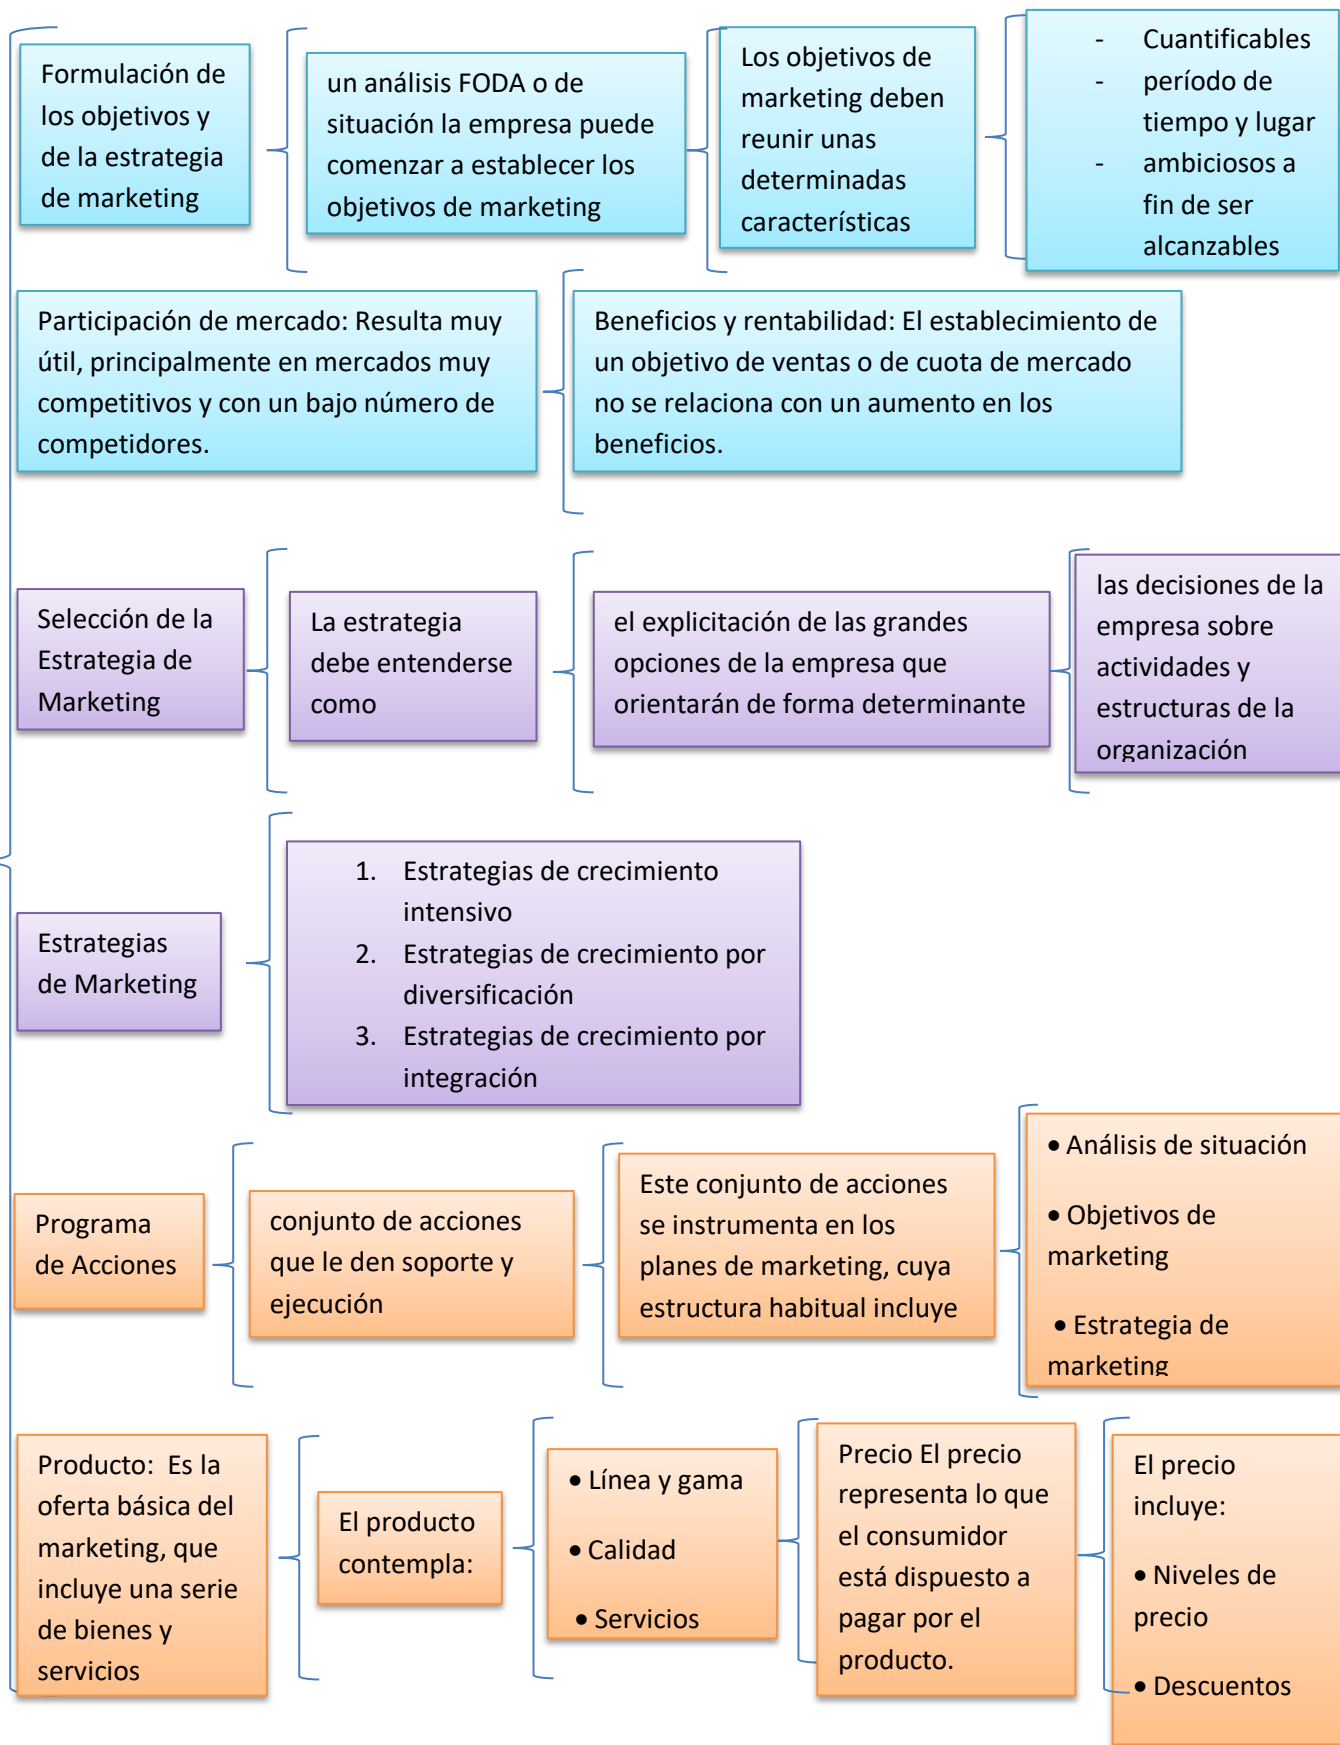 Formulación de
los objetivos y
de la estrategia
de marketing
un análisis FODA o de
situación la empresa puede
comenzar a establecer los
objetivos de marketing
Los objetivos de
marketing deben
reunir unas
determinadas
características
- Cuantificables
- período de
tiempo y lugar
- ambiciosos a
fin de ser
alcanzables
Participación de mercado: Resulta muy
útil, principalmente en mercados muy
competitivos y con un bajo número de
competidores.
Beneficios y rentabilidad: El establecimiento de
un objetivo de ventas o de cuota de mercado
no se relaciona con un aumento en los
beneficios.
Selección de la
Estrategia de
Marketing
La estrategia
debe entenderse
como
el explicitación de las grandes
opciones de la empresa que
orientarán de forma determinante
las decisiones de la
empresa sobre
actividades y
estructuras de la
organización
Estrategias
de Marketing
1. Estrategias de crecimiento
intensivo
2. Estrategias de crecimiento por
diversificación
3. Estrategias de crecimiento por
integración
Programa
de Acciones
conjunto de acciones
que le den soporte y
ejecución
Este conjunto de acciones
se instrumenta en los
planes de marketing, cuya
estructura habitual incluye
• Análisis de situación
• Objetivos de
marketing
• Estrategia de
marketing
Producto: Es la
oferta básica del
marketing, que
incluye una serie
de bienes y
servicios
El producto
contempla:
• Línea y gama
• Calidad
• Servicios
Precio El precio
representa lo que
el consumidor
está dispuesto a
pagar por el
producto.
El precio
incluye:
• Niveles de
precio
• Descuentos